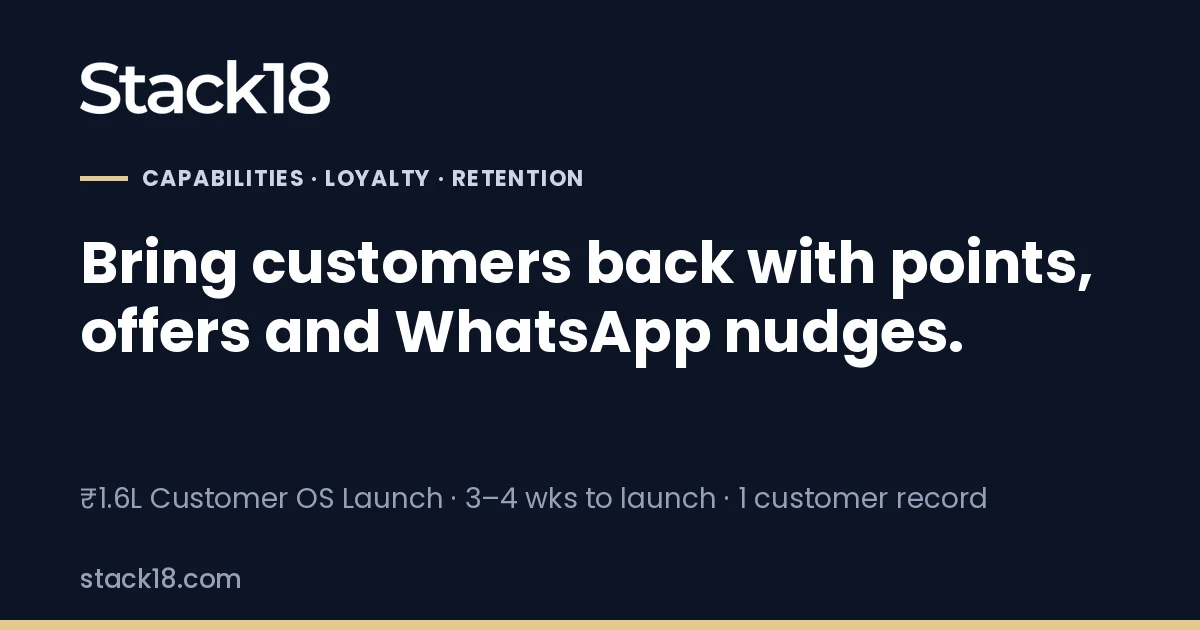 Stack18
CAPABILITIES · LOYALTY · RETENTION
Bring customers back with points,
offers and WhatsApp nudges.
₹1.6L Customer OS Launch · 3–4 wks to launch · 1 customer record
stack18.com